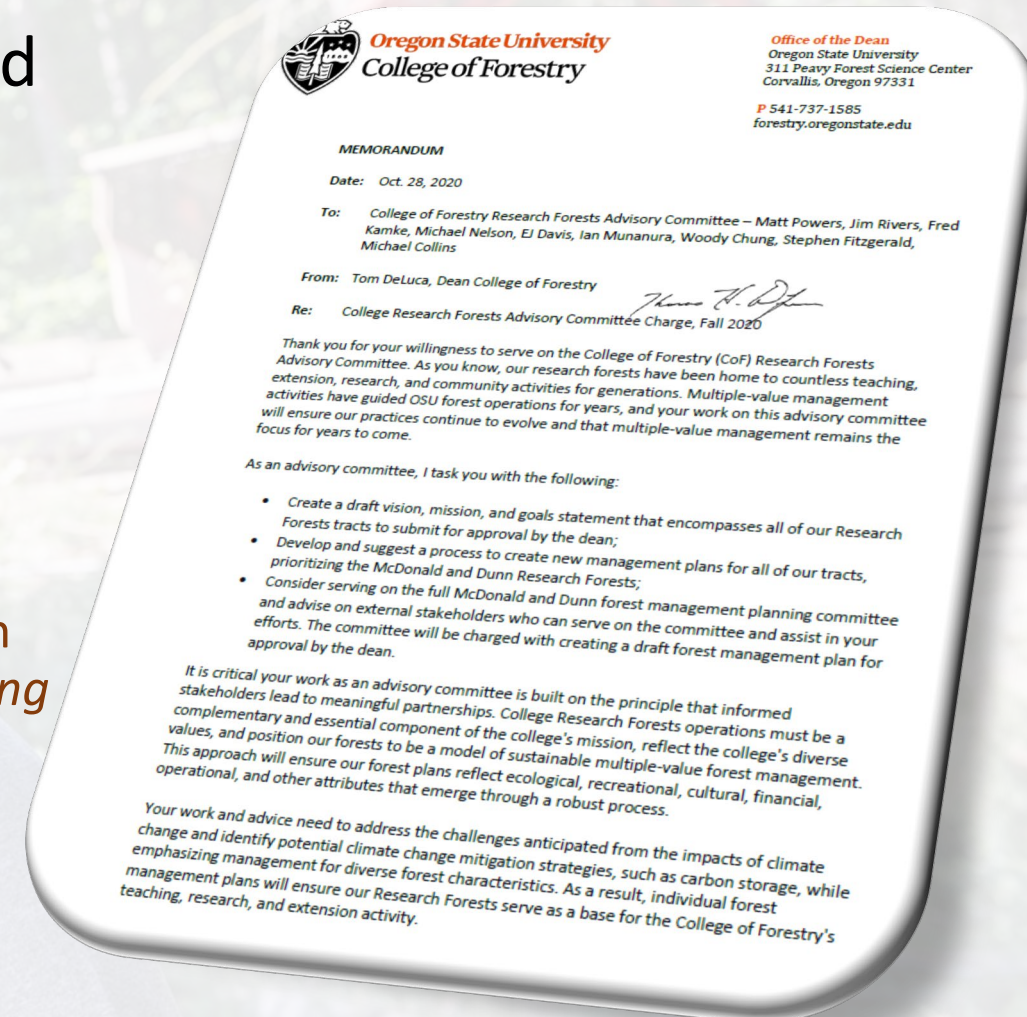 d
n
ng
Oregon State University
College of Forestry
Office of the Dean
Oregon State University
311 Peavy Forest Science Center
Corvallis, Oregon 97331
P 541-737-1585
forestry.oregonstate.edu
MEMORANDUM
Date: Oct. 28, 2020
To: College of Forestry Research Forests Advisory Committee – Matt Powers, Jim Rivers, Fred
Kamke, Michael Nelson, EJ Davis, Ian Munanura, Woody Chung, Stephen Fitzgerald,
Michael Collins
From: Tom DeLuca, Dean College of Forestry
Re: College Research Forests Advisory Committee Charge, Fall 2020
Thank you for your willingness to serve on the College of Forestry (CoF) Research Forests
Advisory Committee. As you know, our research forests have been home to countless teaching,
extension, research, and community activities for generations. Multiple-value management
activities have guided OSU forest operations for years, and your work on this advisory committee
will ensure our practices continue to evolve and that multiple-value management remains the
focus for years to come.
As an advisory committee, I task you with the following:
• Create a draft vision, mission, and goals statement that encompasses all of our Research
Forests tracts to submit for approval by the dean;
• Develop and suggest a process to create new management plans for all of our tracts,
prioritizing the McDonald and Dunn Research Forests;
• Consider serving on the full McDonald and Dunn forest management planning committee
and advise on external stakeholders who can serve on the committee and assist in your
efforts. The committee will be charged with creating a draft forest management plan for
approval by the dean.
It is critical your work as an advisory committee is built on the principle that informed
stakeholders lead to meaningful partnerships. College Research Forests operations must be a
complementary and essential component of the college's mission, reflect the college's diverse
values, and position our forests to be a model of sustainable multiple-value forest management.
This approach will ensure our forest plans reflect ecological, recreational, cultural, financial,
operational, and other attributes that emerge through a robust process.
Your work and advice need to address the challenges anticipated from the impacts of climate
change and identify potential climate change mitigation strategies, such as carbon storage, while
emphasizing management for diverse forest characteristics. As a result, individual forest
management plans will ensure our Research Forests serve as a base for the College of Forestry's
teaching, research, and extension activity.